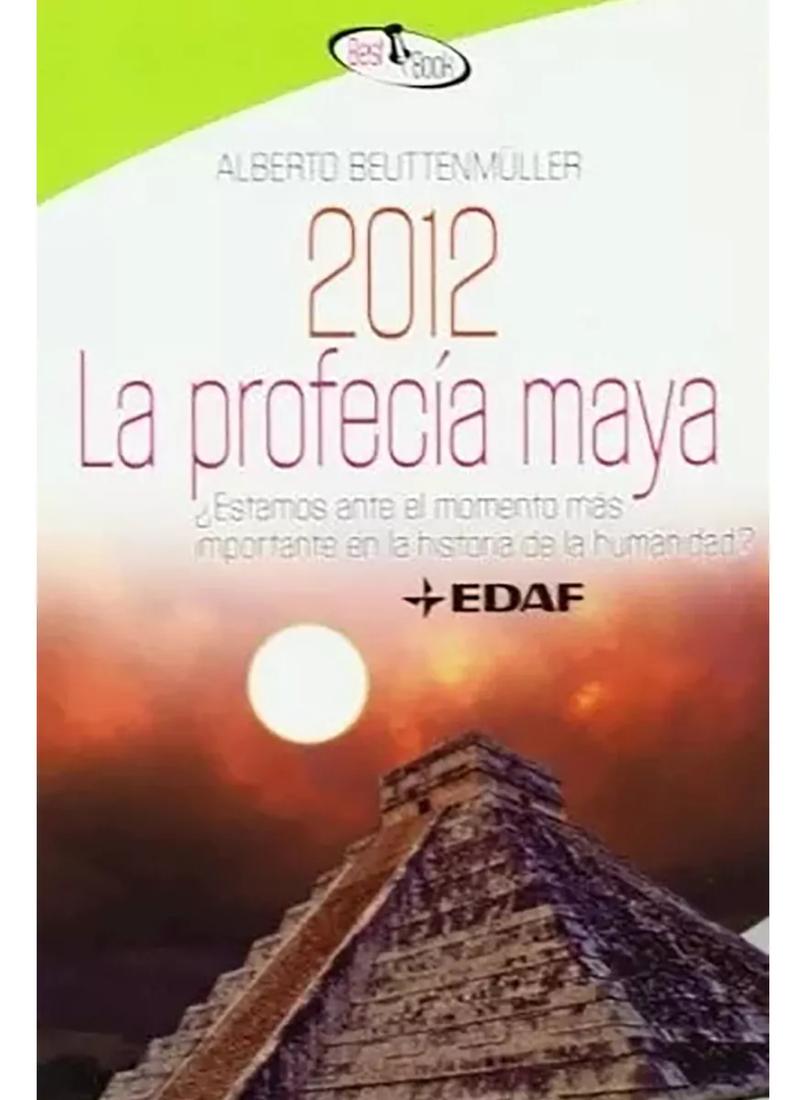 Best Book
ALBERTO BEUTTENMÜLLER
2012
La profecía maya
¿Estamos ante el momento más
importante en la historia de la humanidad?
EDAF